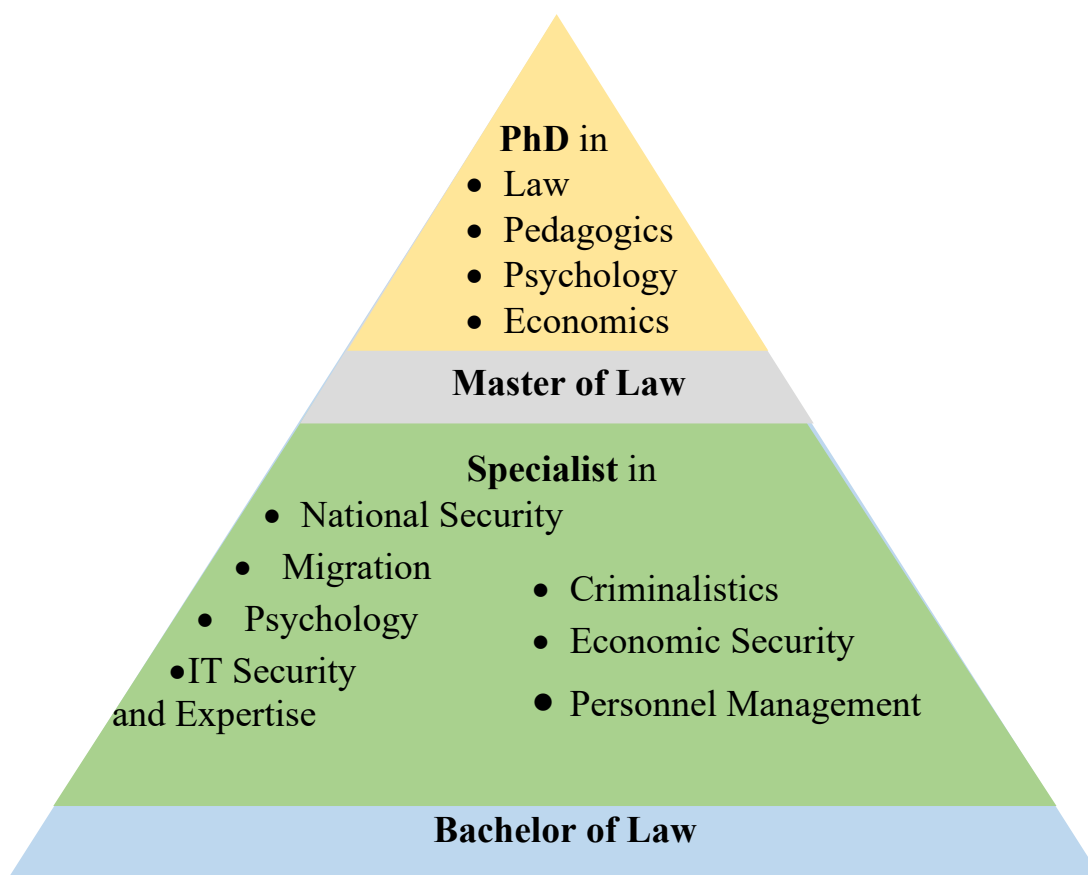 PhD in
• Law
• Pedagogics
• Psychology
• Economics
Master of Law
Specialist in
• National Security
• Migration
• Psychology
•IT Security
and Expertise
• Criminalistics
• Economic Security
• Personnel Management
Bachelor of Law